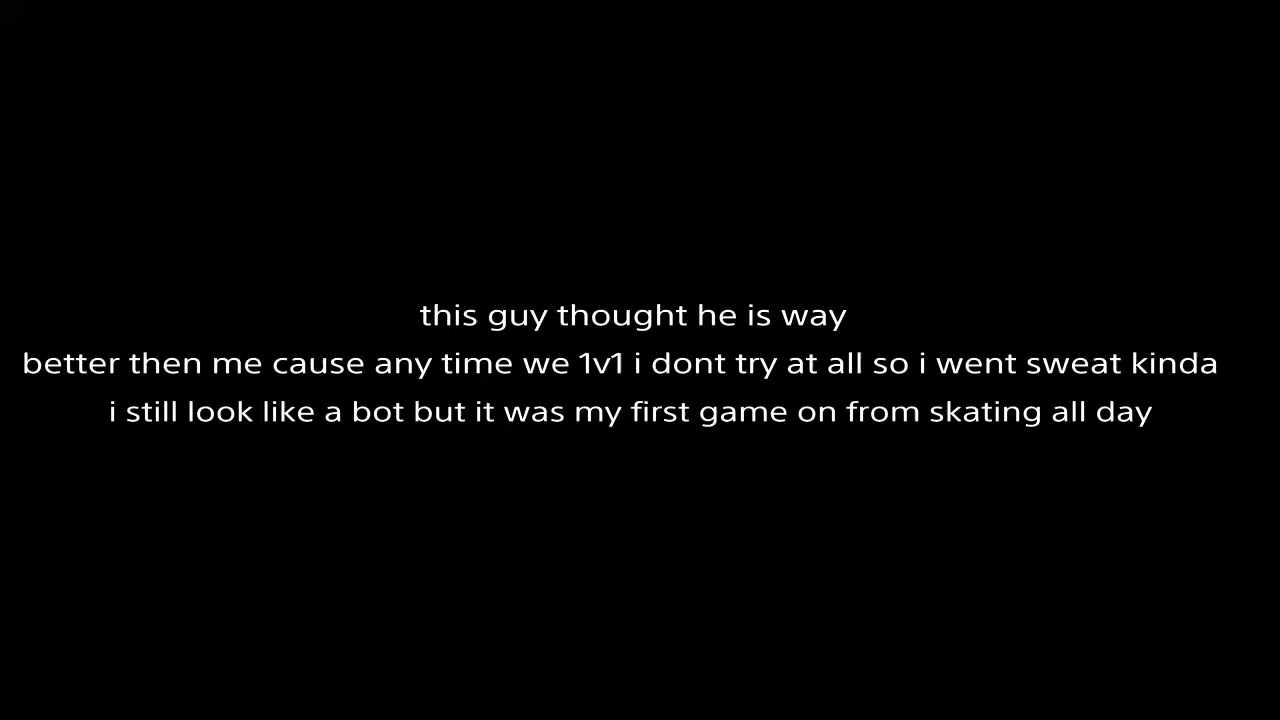 this guy thought he is way
better then me cause any time we 1v1 i dont try at all so i went sweat kinda
i still look like a bot but it was my first game on from skating all day